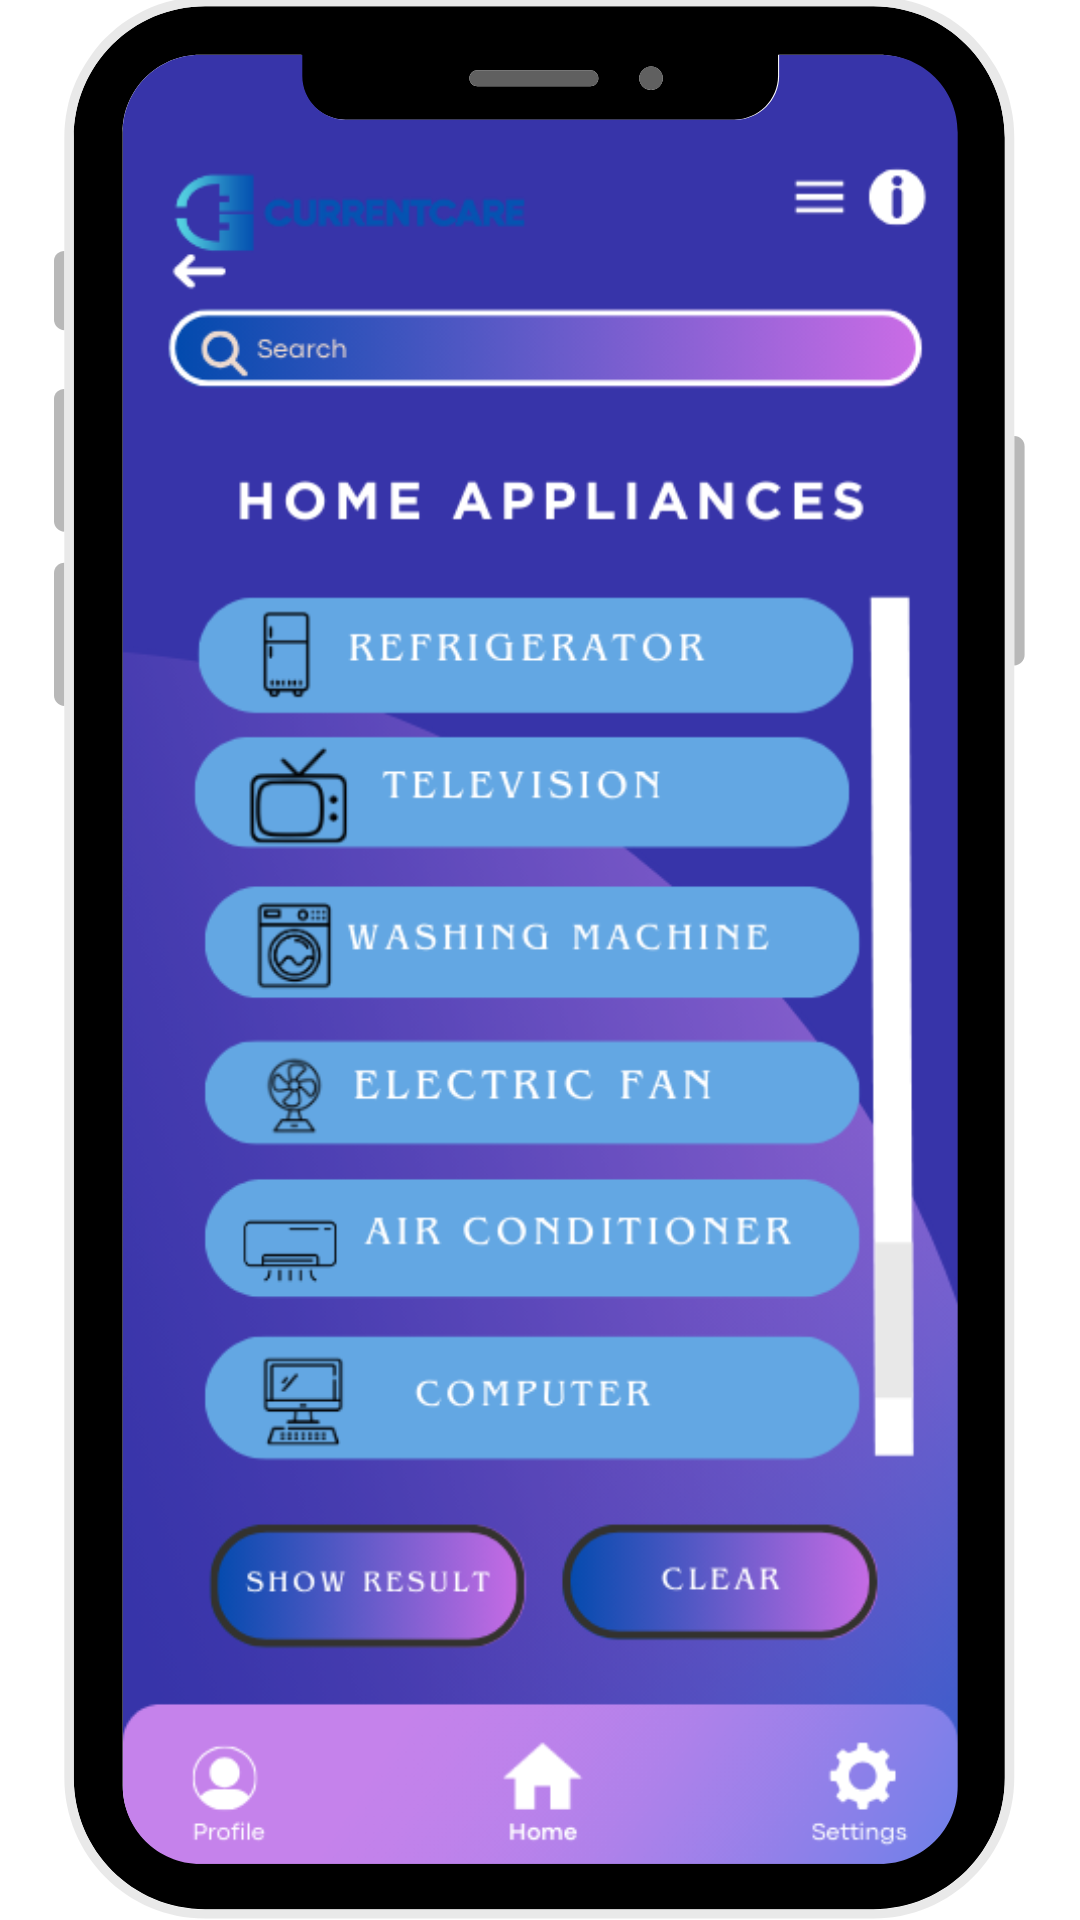 CURRENTCARE
Search
HOME APPLIANCES
REFRIGERATOR
TELEVISION
WASHING MACHINE
ELECTRIC FAN
AIR CONDITIONER
COMPUTER
SHOW RESULT
CLEAR
Profile
Home
Settings